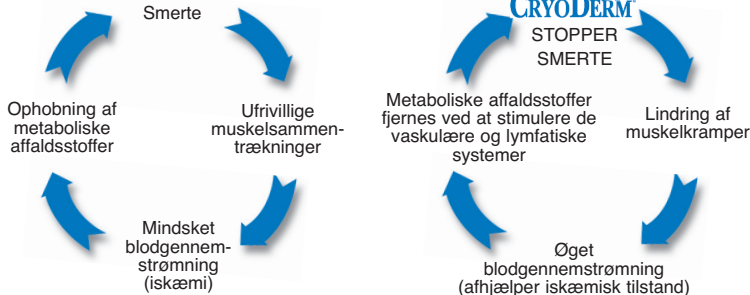 Smerte
Ufrivillige
muskelsammen-
trækninger
Mindsket
blodgennem-
strømning
(iskæmi)
Ophobning af
metaboliske
affaldsstoffer
CRYODERM
STOPPER
SMERTE
Lindring af
muskelkramper
Øget
blodgennemstrømning
(afhjælper iskæmisk tilstand)
Metaboliske affaldsstoffer
fjernes ved at stimulere de
vaskulære og lymfatiske
systemer